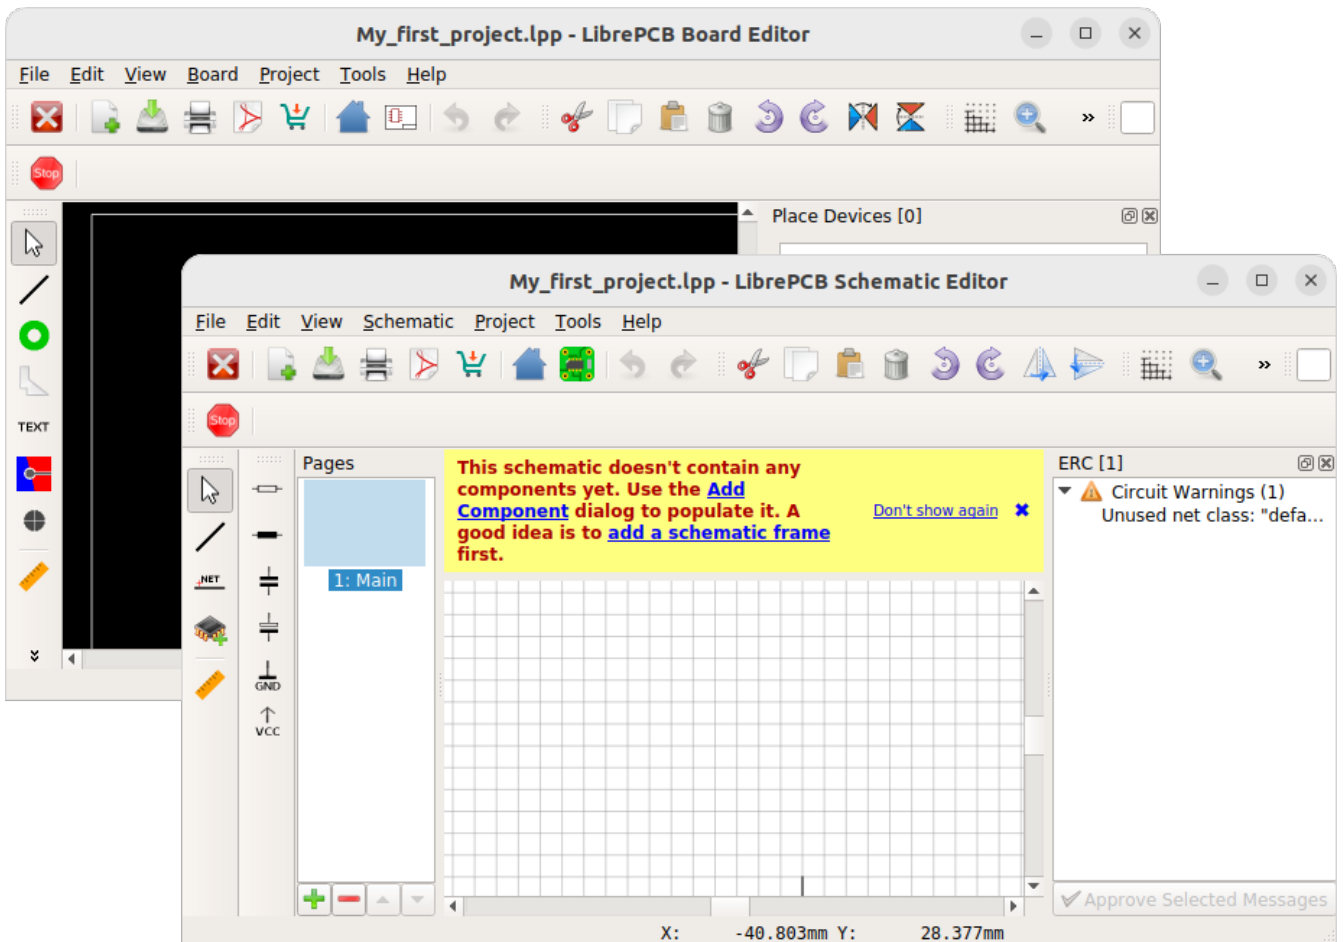 My_first_project.lpp - LibrePCB Board Editor
File Edit View Board Project Tools Help
Stop
Place Devices [0]
TEXT
My_first_project.lpp - LibrePCB Schematic Editor
File Edit View Schematic Project Tools Help
Stop
NET
GND
VCC
Pages
1: Main
This schematic doesn't contain any
components yet. Use the Add
Component dialog to populate it. A
good idea is to add a schematic frame
first.
Don't show again
ERC [1]
Circuit Warnings (1)
Unused net class: "defa...
Approve Selected Messages
X: -40.803mm Y: 28.377mm